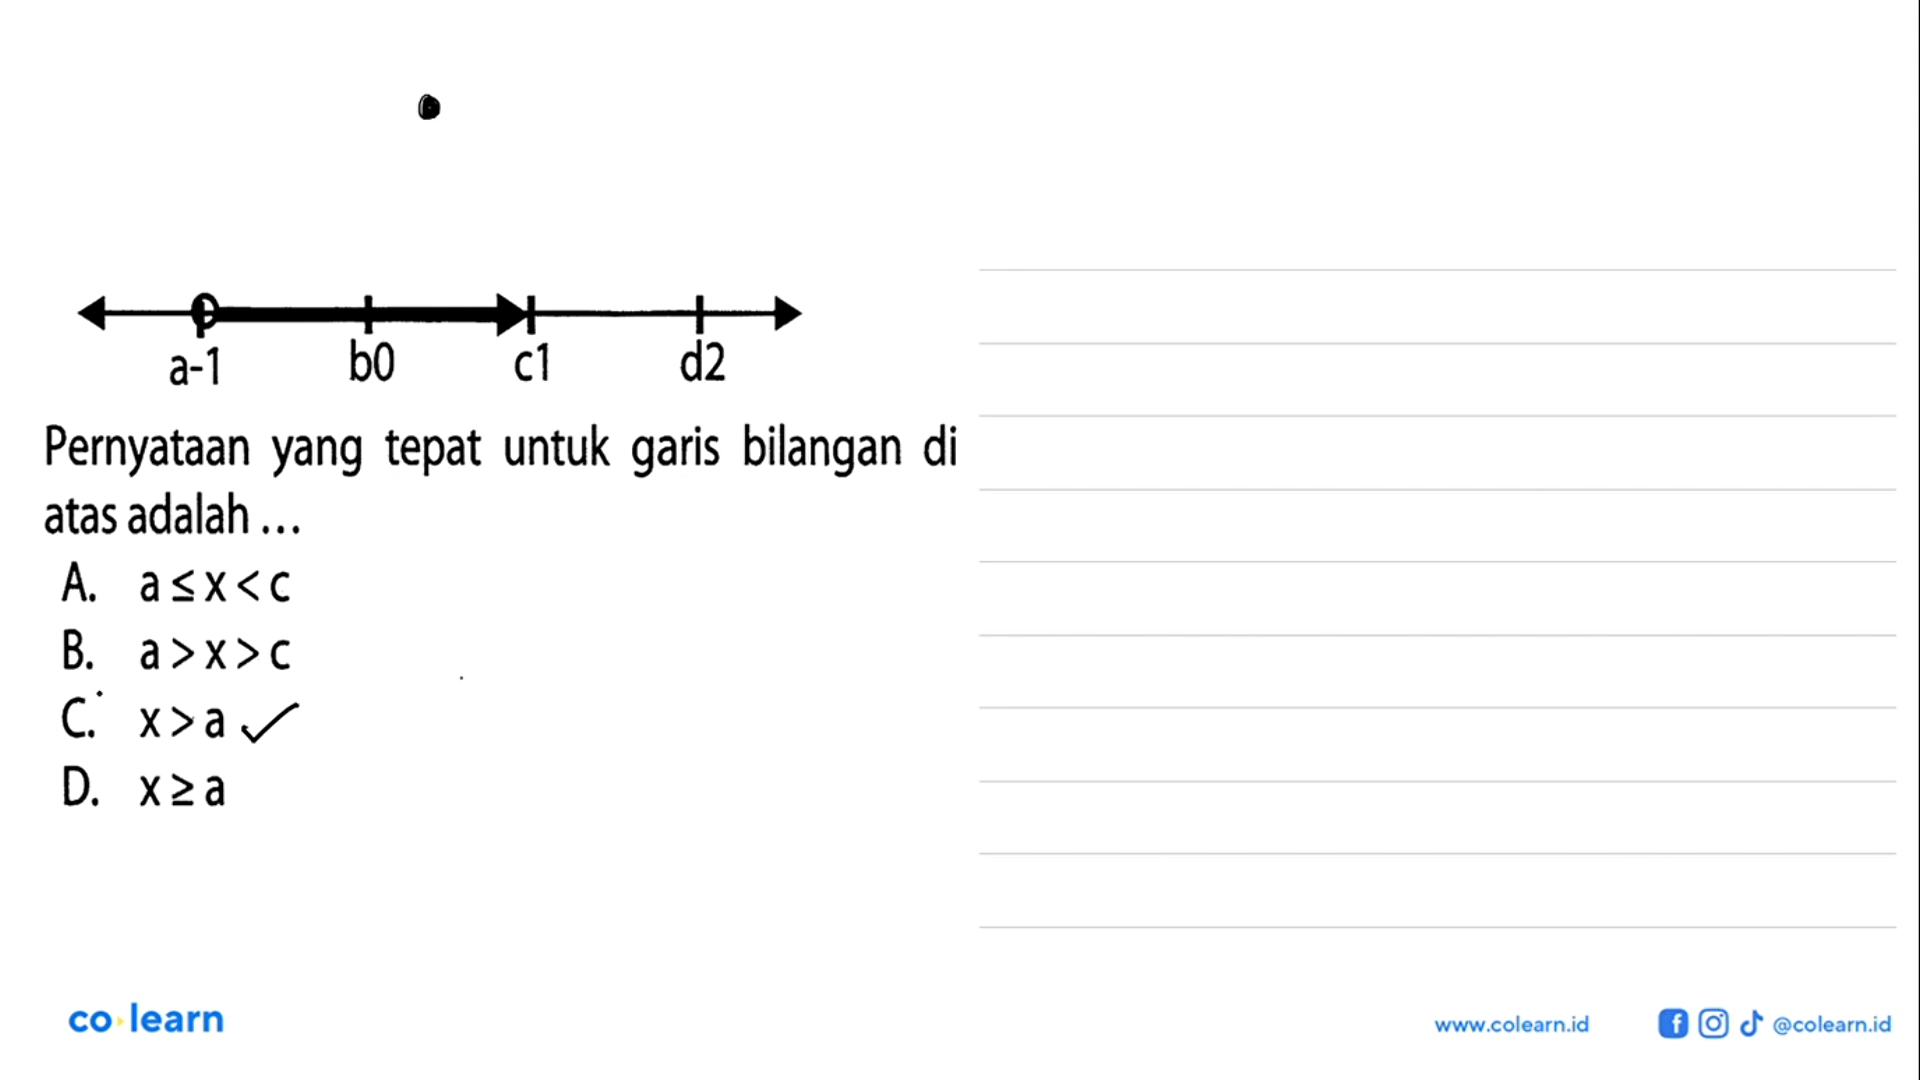 a-1 b0 c1 d2
Pernyataan yang tepat untuk garis bilangan di
atas adalah ...
A. a ≤ x < c
B. a > x > c
C. x > a ✓
D. x ≥ a
co learn
www.colearn.id @colearn.id